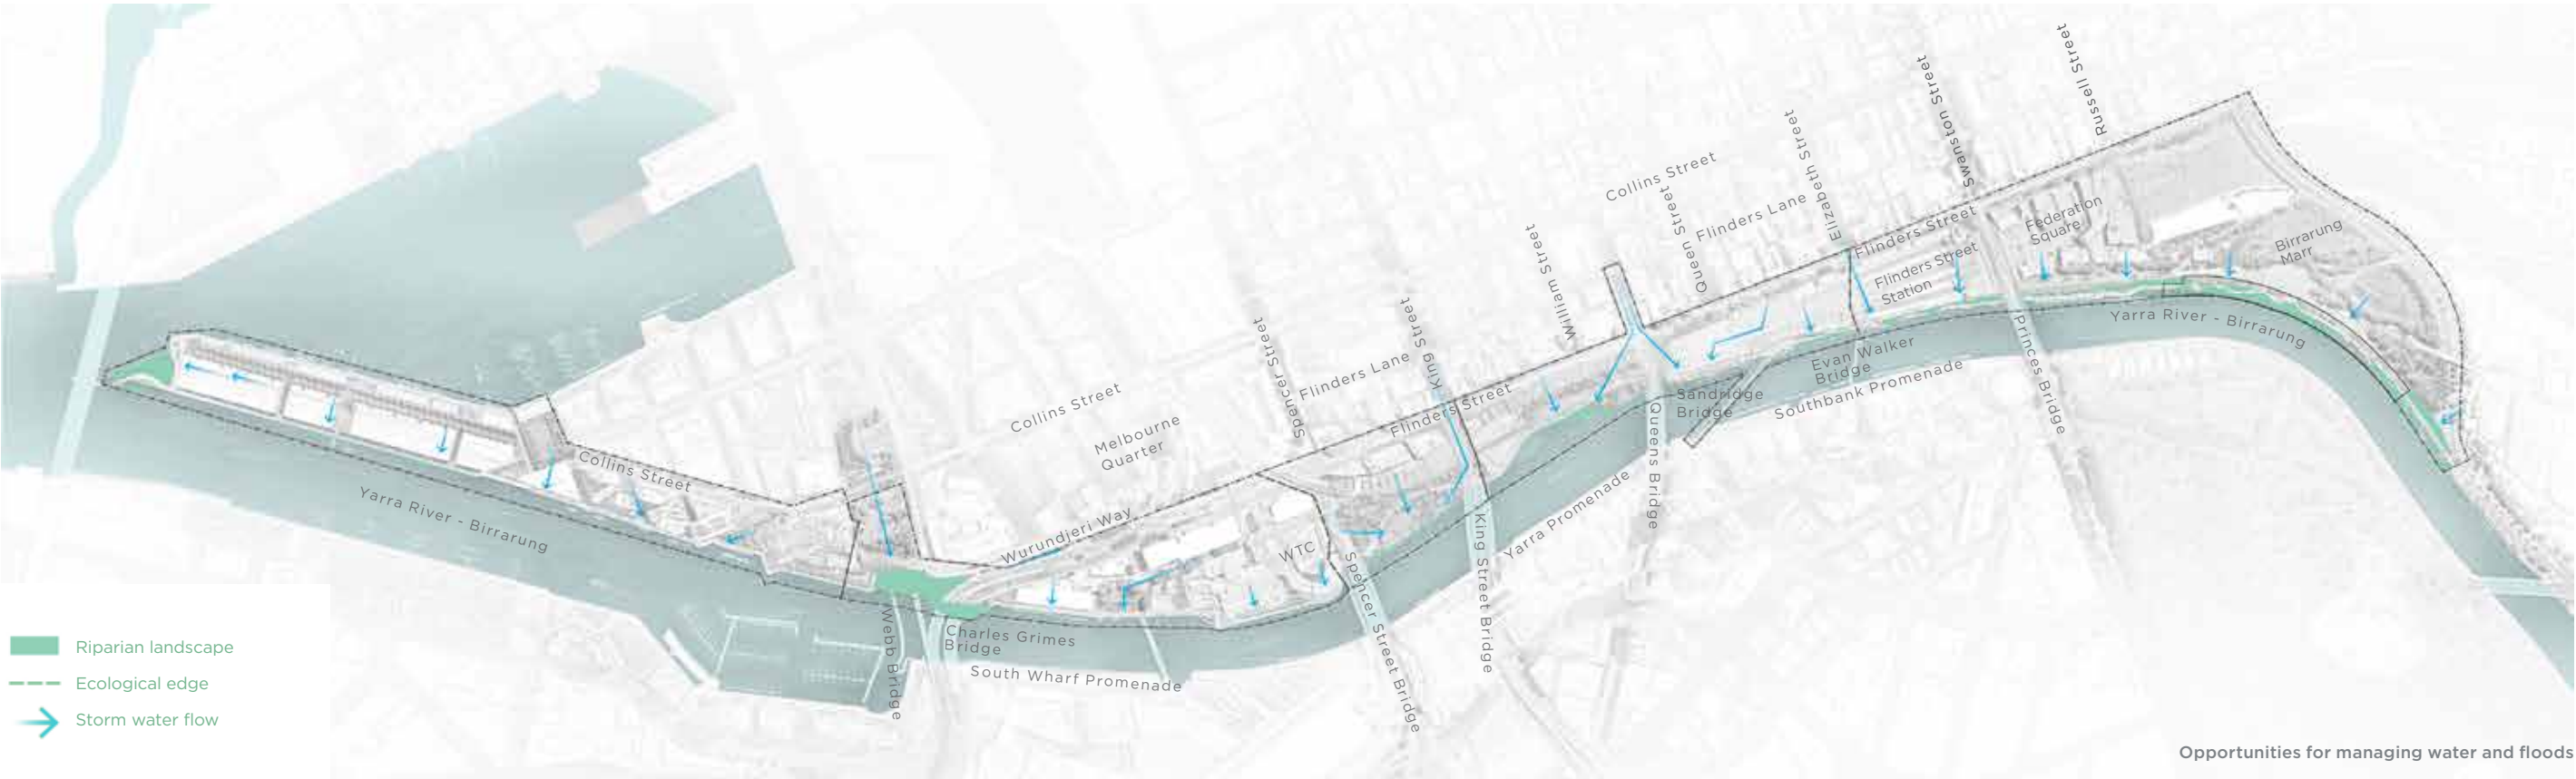 Russell Street
Swanston Street
Elizabeth Street
Collins Street
Queen Street
Flinders Lane
William Street
Flinders Street
Federation
Square
Birrarung
Marr
Flinders Street
Station
King Street
Spencer Street
Flinders Lane
Flinders Street
Collins Street
Melbourne
Quarter
Yarra River - Birrarung
Princes Bridge
Evan Walker
Bridge
Southbank Promenade
Sandridge
Bridge
Queens Bridge
Yarra Promenade
King Street Bridge
Spencer Street Bridge
WTC
Wurundjeri Way
Collins Street
Yarra River - Birrarung
Webb Bridge
Charles Grimes
Bridge
South Wharf Promenade
Riparian landscape
Ecological edge
Storm water flow
Opportunities for managing water and floods